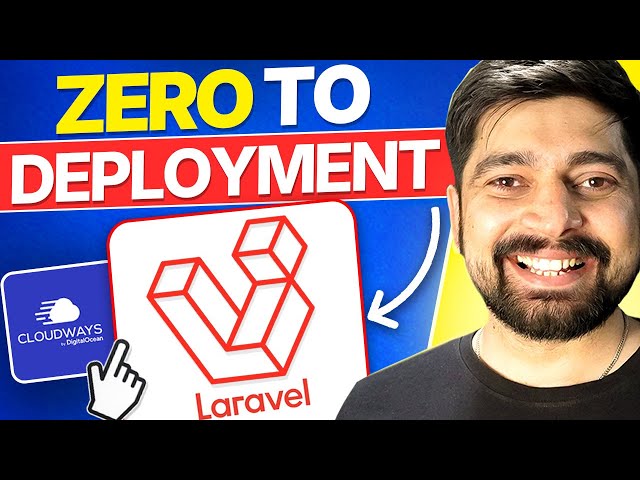 ZERO TO
DEPLOYMENT
CLOUDWAYS
by DigitalOcean
Laravel